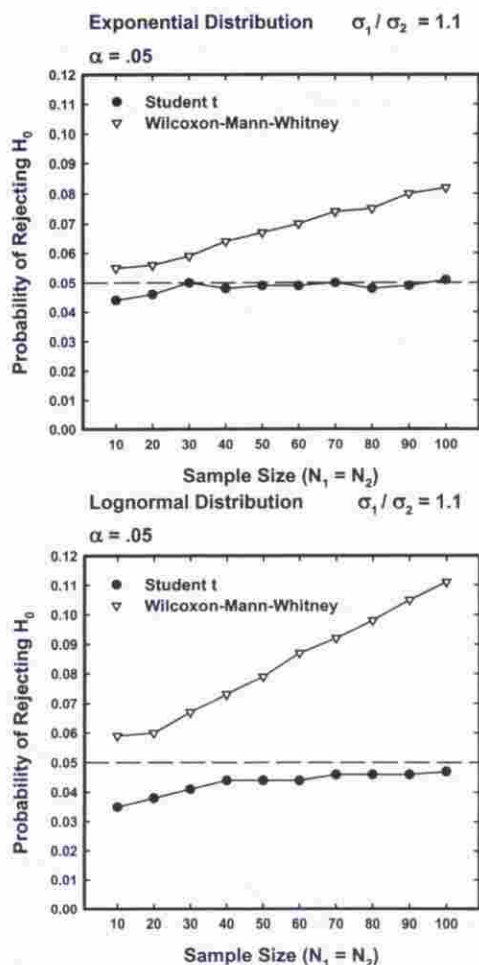 Exponential Distribution σ₁ / σ₂ = 1.1
α = .05
0.12
0.11
0.10
0.09
0.08
0.07
0.06
0.05
0.04
0.03
0.02
0.01
0.00
Probability of Rejecting H₀
Student t
Wilcoxon-Mann-Whitney
10 20 30 40 50 60 70 80 90 100
Sample Size (N₁ = N₂)
Lognormal Distribution σ₁ / σ₂ = 1.1
α = .05
0.12
0.11
0.10
0.09
0.08
0.07
0.06
0.05
0.04
0.03
0.02
0.01
0.00
Probability of Rejecting H₀
Student t
Wilcoxon-Mann-Whitney
10 20 30 40 50 60 70 80 90 100
Sample Size (N₁ = N₂)